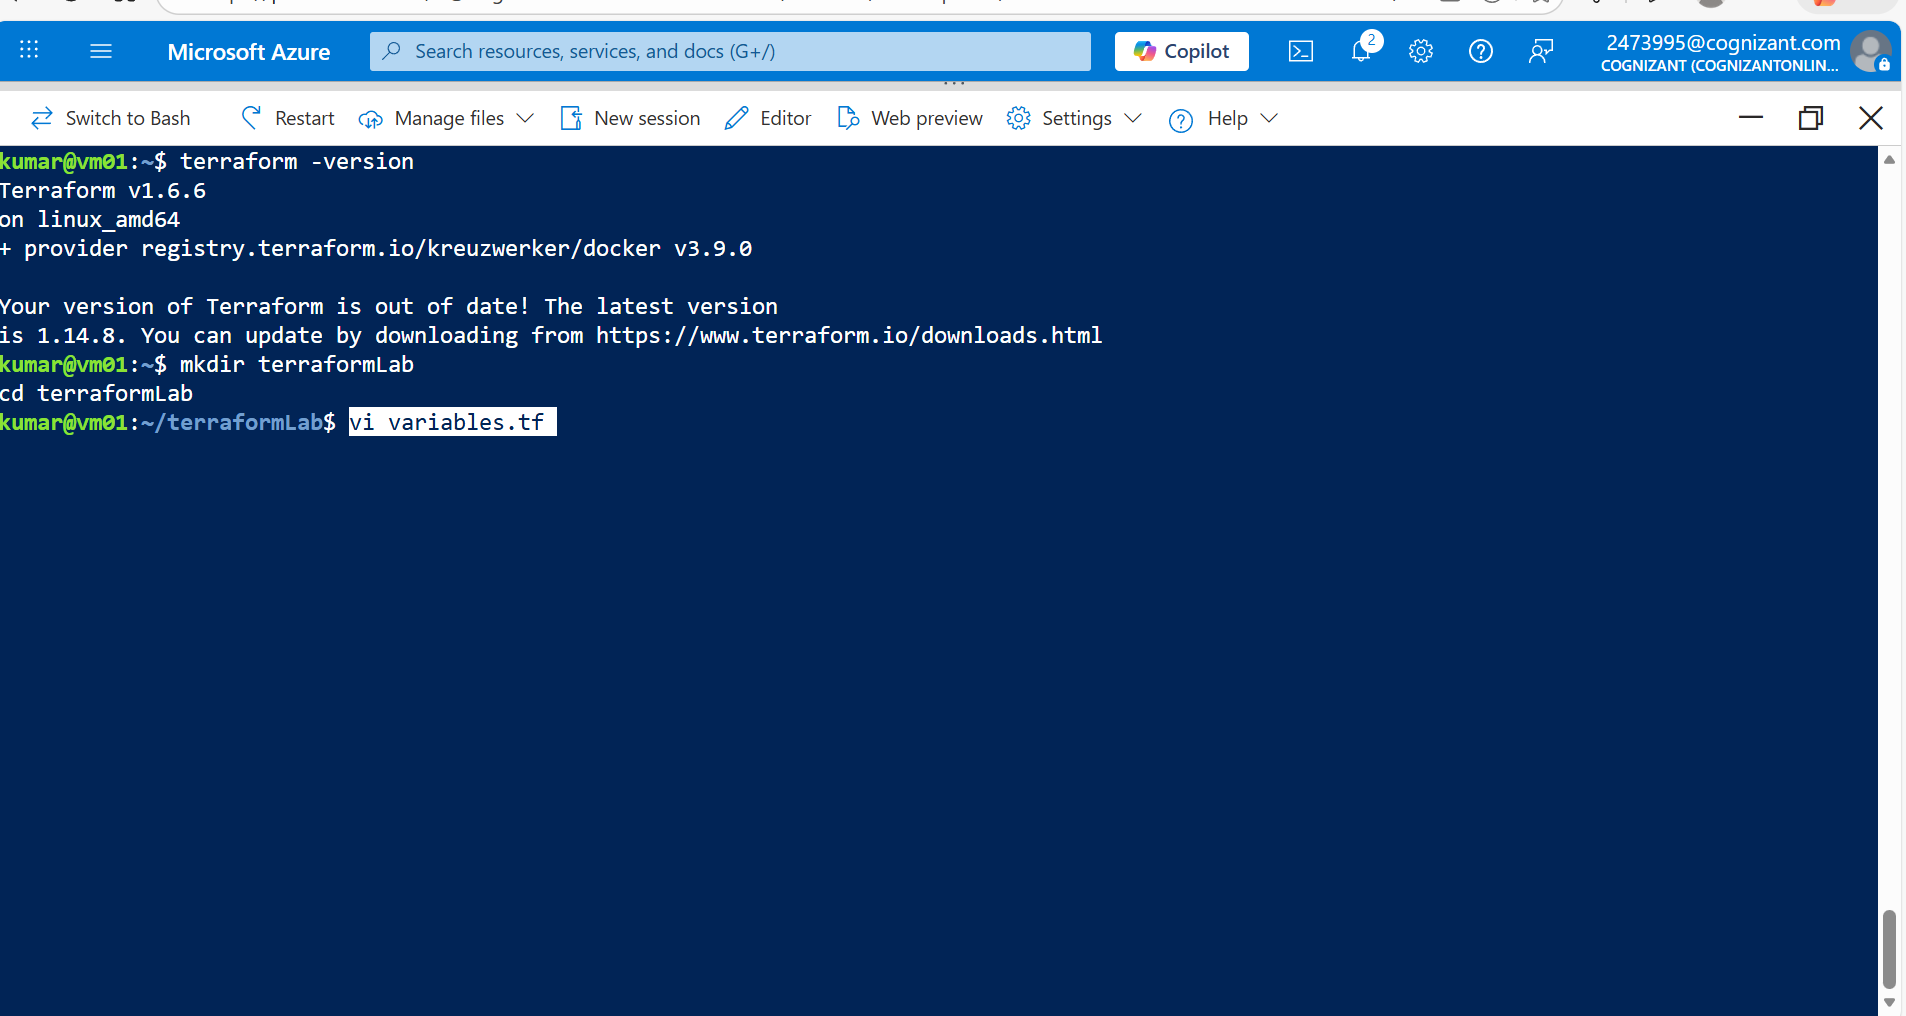 Microsoft Azure
Search resources, services, and docs (G+/)
Copilot
2
2473995@cognizant.com
COGNIZANT (COGNIZANTONLIN...
Switch to Bash
Restart
Manage files
New session
Editor
Web preview
Settings
Help
kumar@vm01:~$ terraform -version
Terraform v1.6.6
on linux_amd64
+ provider registry.terraform.io/kreuzwerker/docker v3.9.0
Your version of Terraform is out of date! The latest version
is 1.14.8. You can update by downloading from https://www.terraform.io/downloads.html
kumar@vm01:~$ mkdir terraformLab
cd terraformLab
kumar@vm01:~/terraformLab$ vi variables.tf